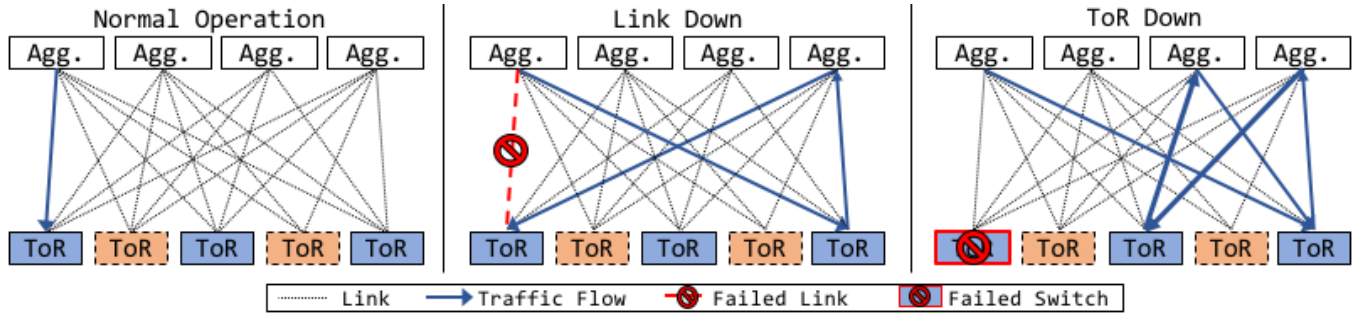 Normal Operation Link Down ToR Down
Agg. Agg. Agg. Agg. Agg. Agg. Agg. Agg. Agg. Agg. Agg. Agg.
ToR ToR ToR ToR ToR ToR ToR ToR ToR ToR ToR ToR ToR ToR ToR
Link Traffic Flow Failed Link Failed Switch